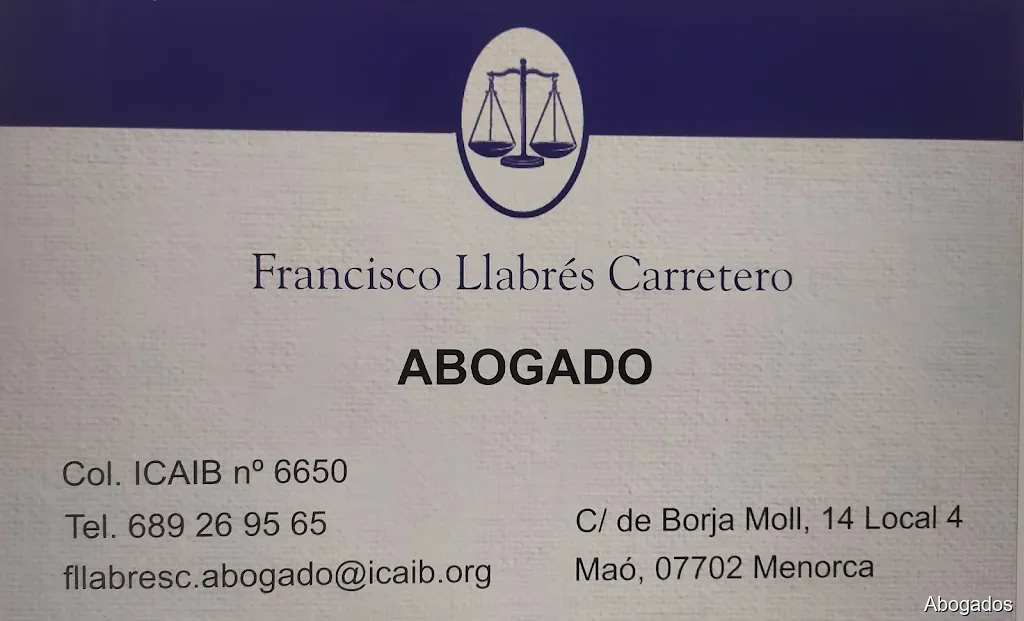 Francisco Llabrés Carretero
ABOGADO
Col. ICAIB nº 6650
Tel. 689 26 95 65
fllabresc.abogado@icaib.org
C/ de Borja Moll, 14 Local 4
Maó, 07702 Menorca
Abogados